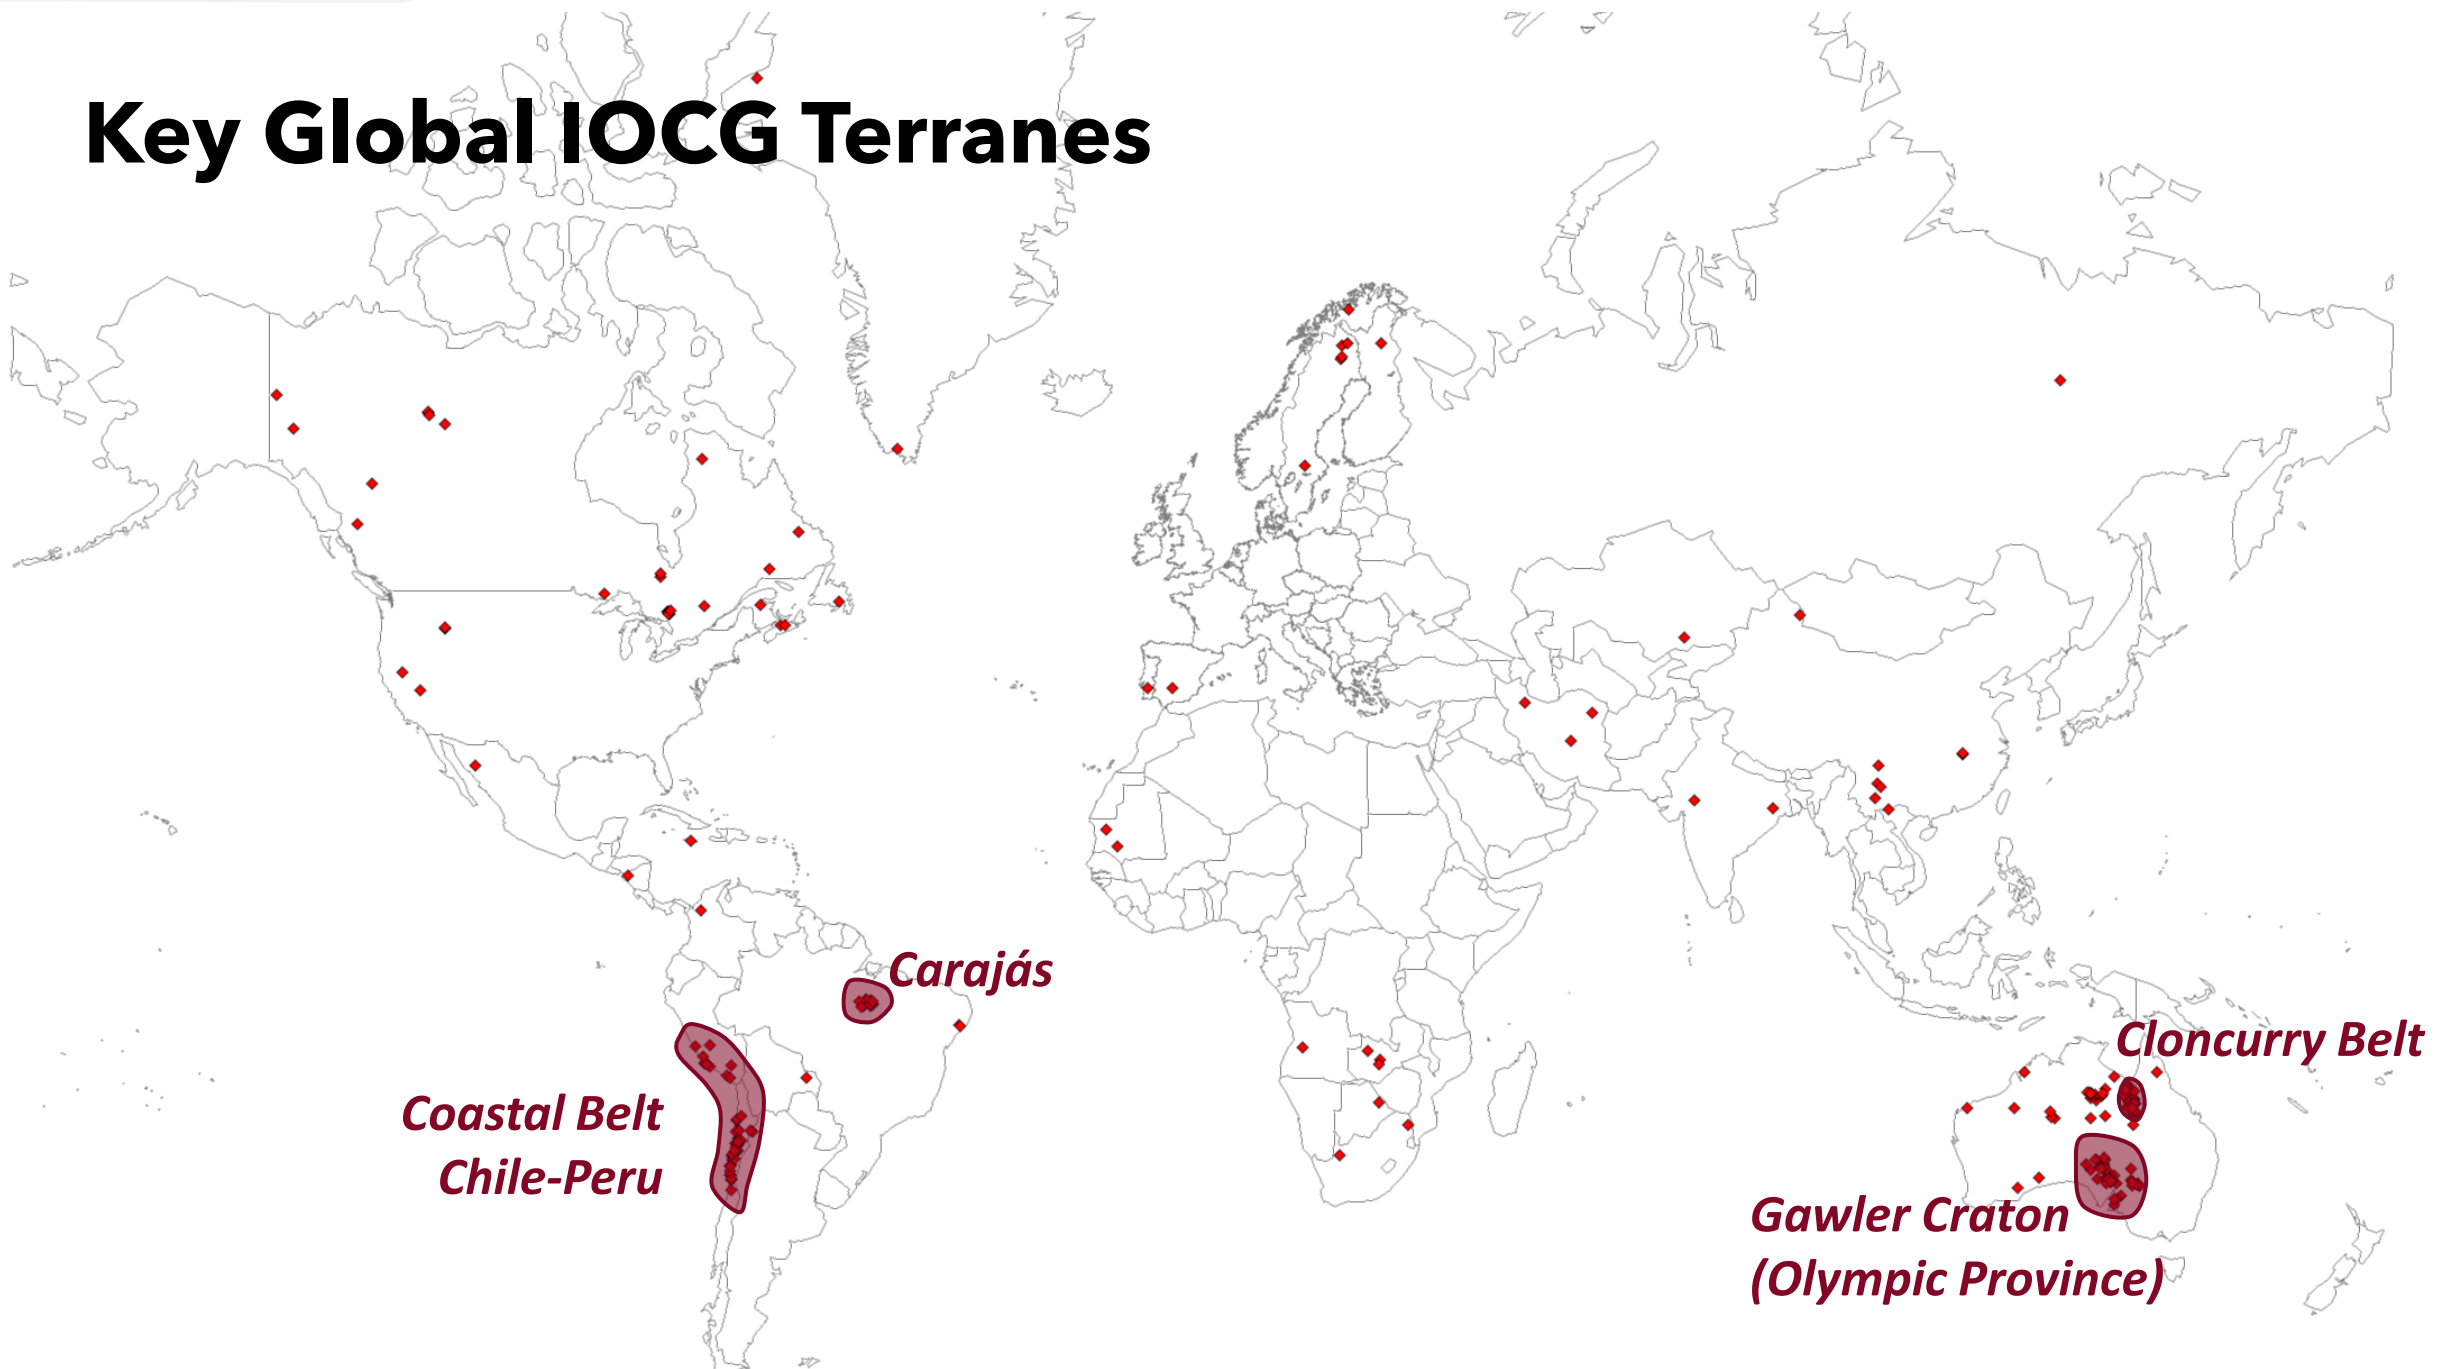 Key Global IOCG Terranes
Carajás
Cloncurry Belt
Coastal Belt
Chile-Peru
Gawler Craton
(Olympic Province)